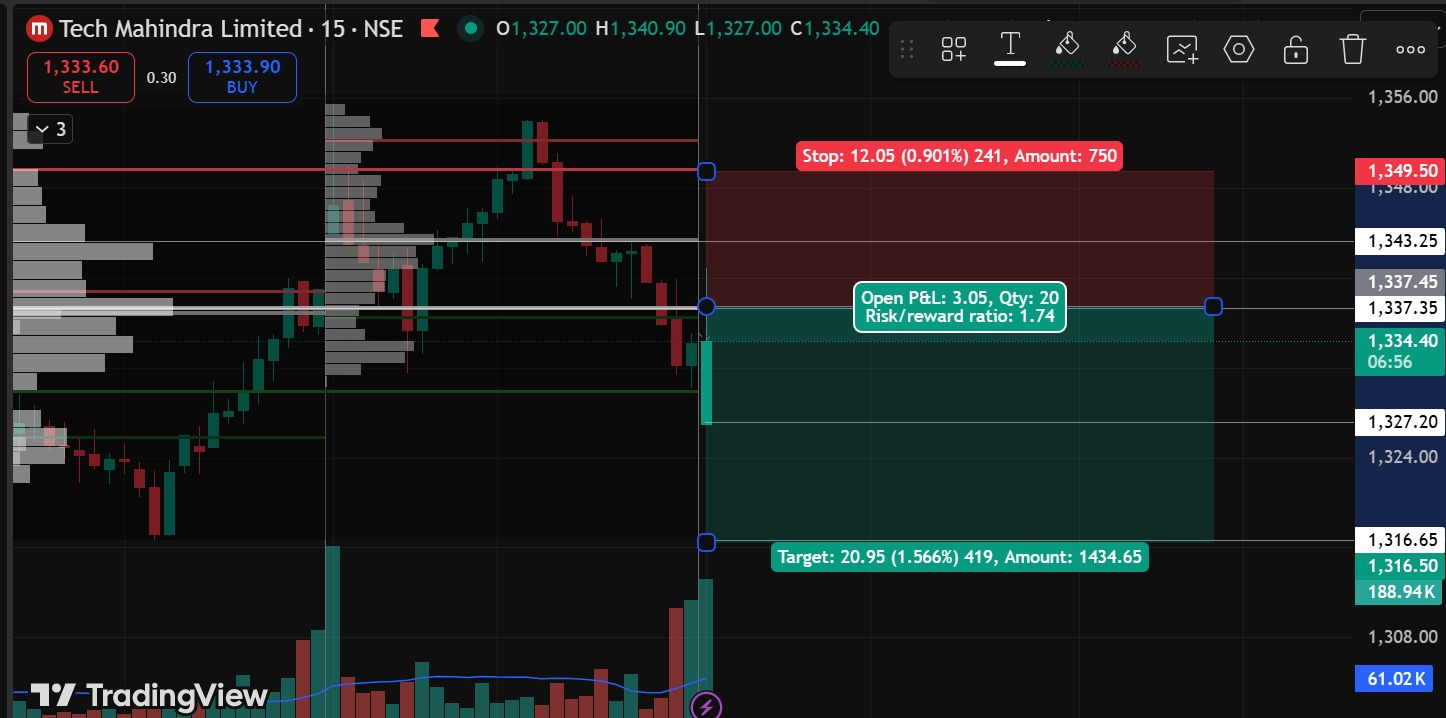 m Tech Mahindra Limited · 15 · NSE O1,327.00 H1,340.90 L1,327.00 C1,334.40
1,333.60
SELL
0.30
1,333.90
BUY
3
T
1,356.00
Stop: 12.05 (0.901%) 241, Amount: 750
1,349.50
1,348.00
1,343.25
1,337.45
Open P&L: 3.05, Qty: 20
Risk/reward ratio: 1.74
1,337.35
1,334.40
06:56
1,327.20
1,324.00
1,316.65
Target: 20.95 (1.566%) 419, Amount: 1434.65
1,316.50
188.94 K
1,308.00
61.02 K
TradingView